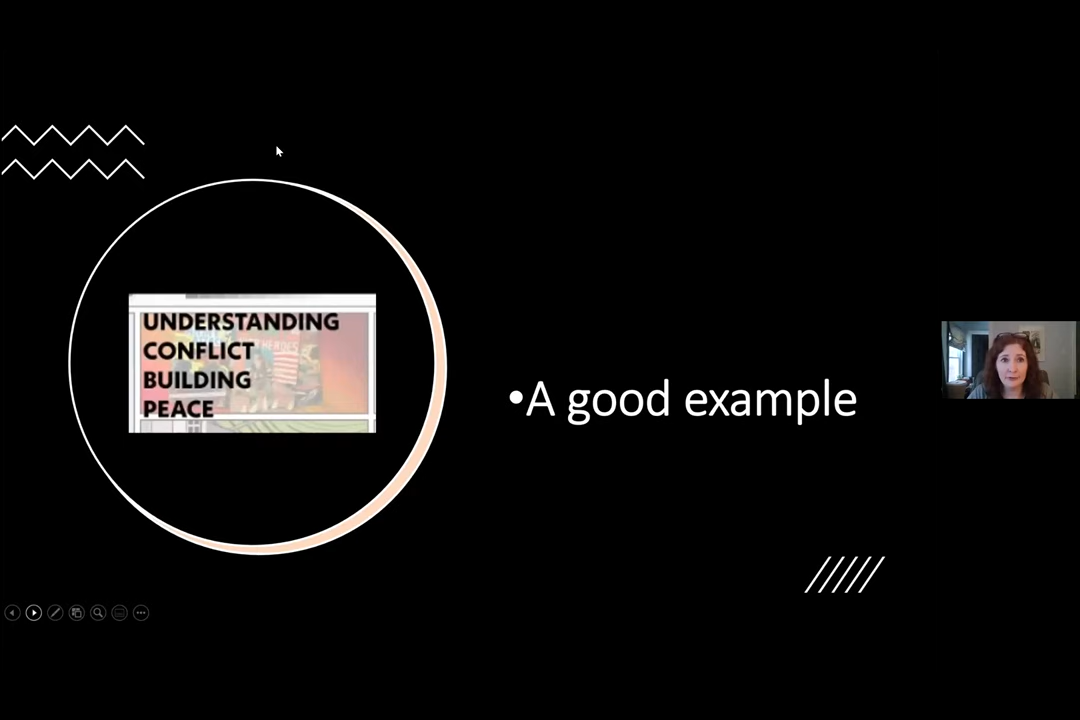 UNDERSTANDING
CONFLICT
BUILDING
PEACE
•A good example